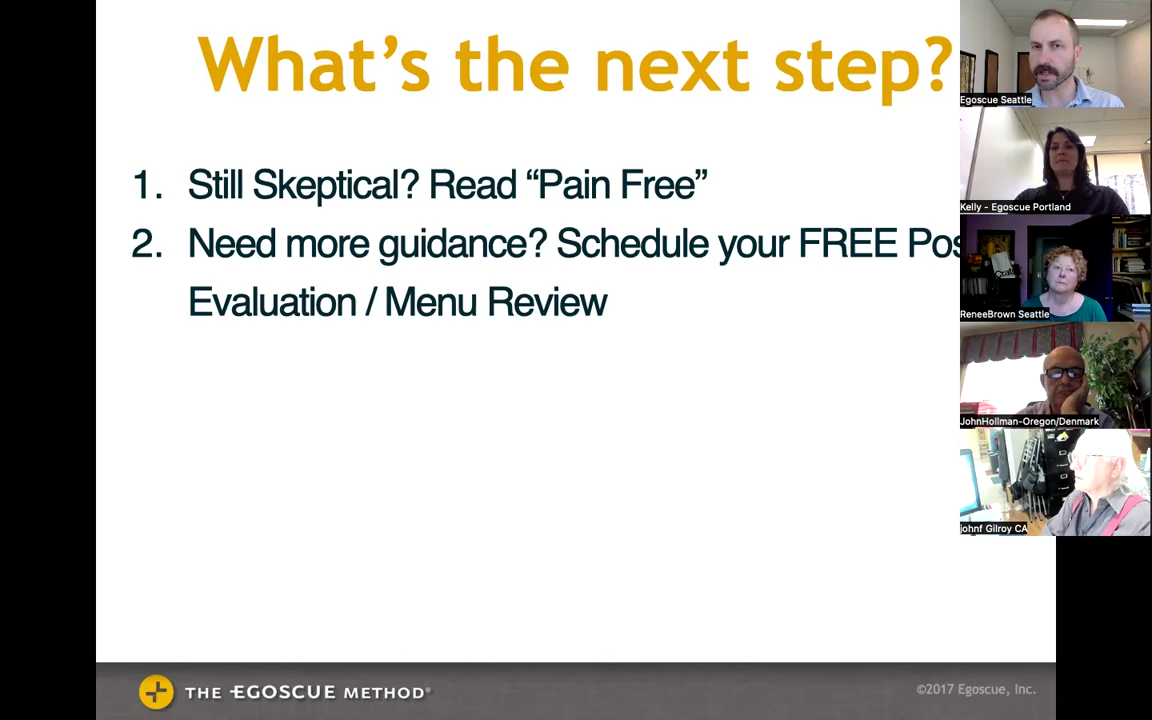 What's the next step?
1. Still Skeptical? Read “Pain Free”
2. Need more guidance? Schedule your FREE Pos
Evaluation / Menu Review
Egoscue Seattle
Kelly - Egoscue Portland
ReneeBrown Seattle
JohnHollman-Oregon/Denmark
johnf Gilroy CA
THE EGOSCUE METHOD®
©2017 Egoscue, Inc.